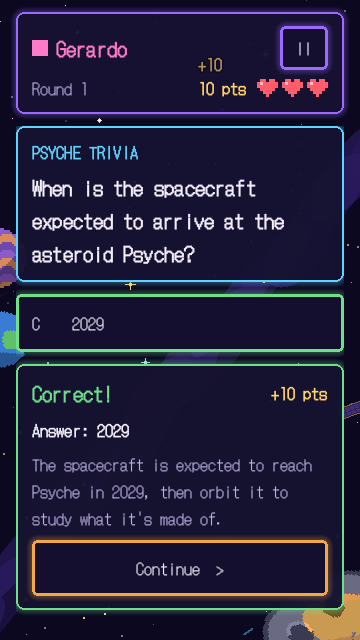 Gerardo
+10
Round 1
10 pts
PSYCHE TRIVIA
When is the spacecraft
expected to arrive at the
asteroid Psyche?
C 2029
Correct!
+10 pts
Answer: 2029
The spacecraft is expected to reach
Psyche in 2029, then orbit it to
study what it's made of.
Continue >